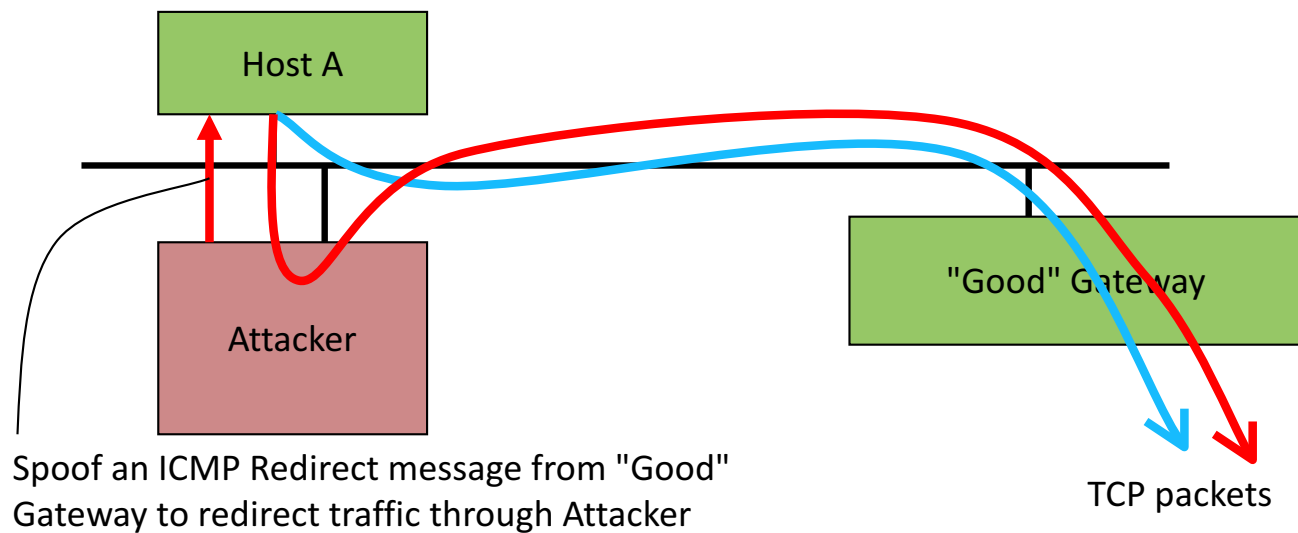 Host A
"Good" Gateway
Attacker
Spoof an ICMP Redirect message from "Good"
Gateway to redirect traffic through Attacker
TCP packets